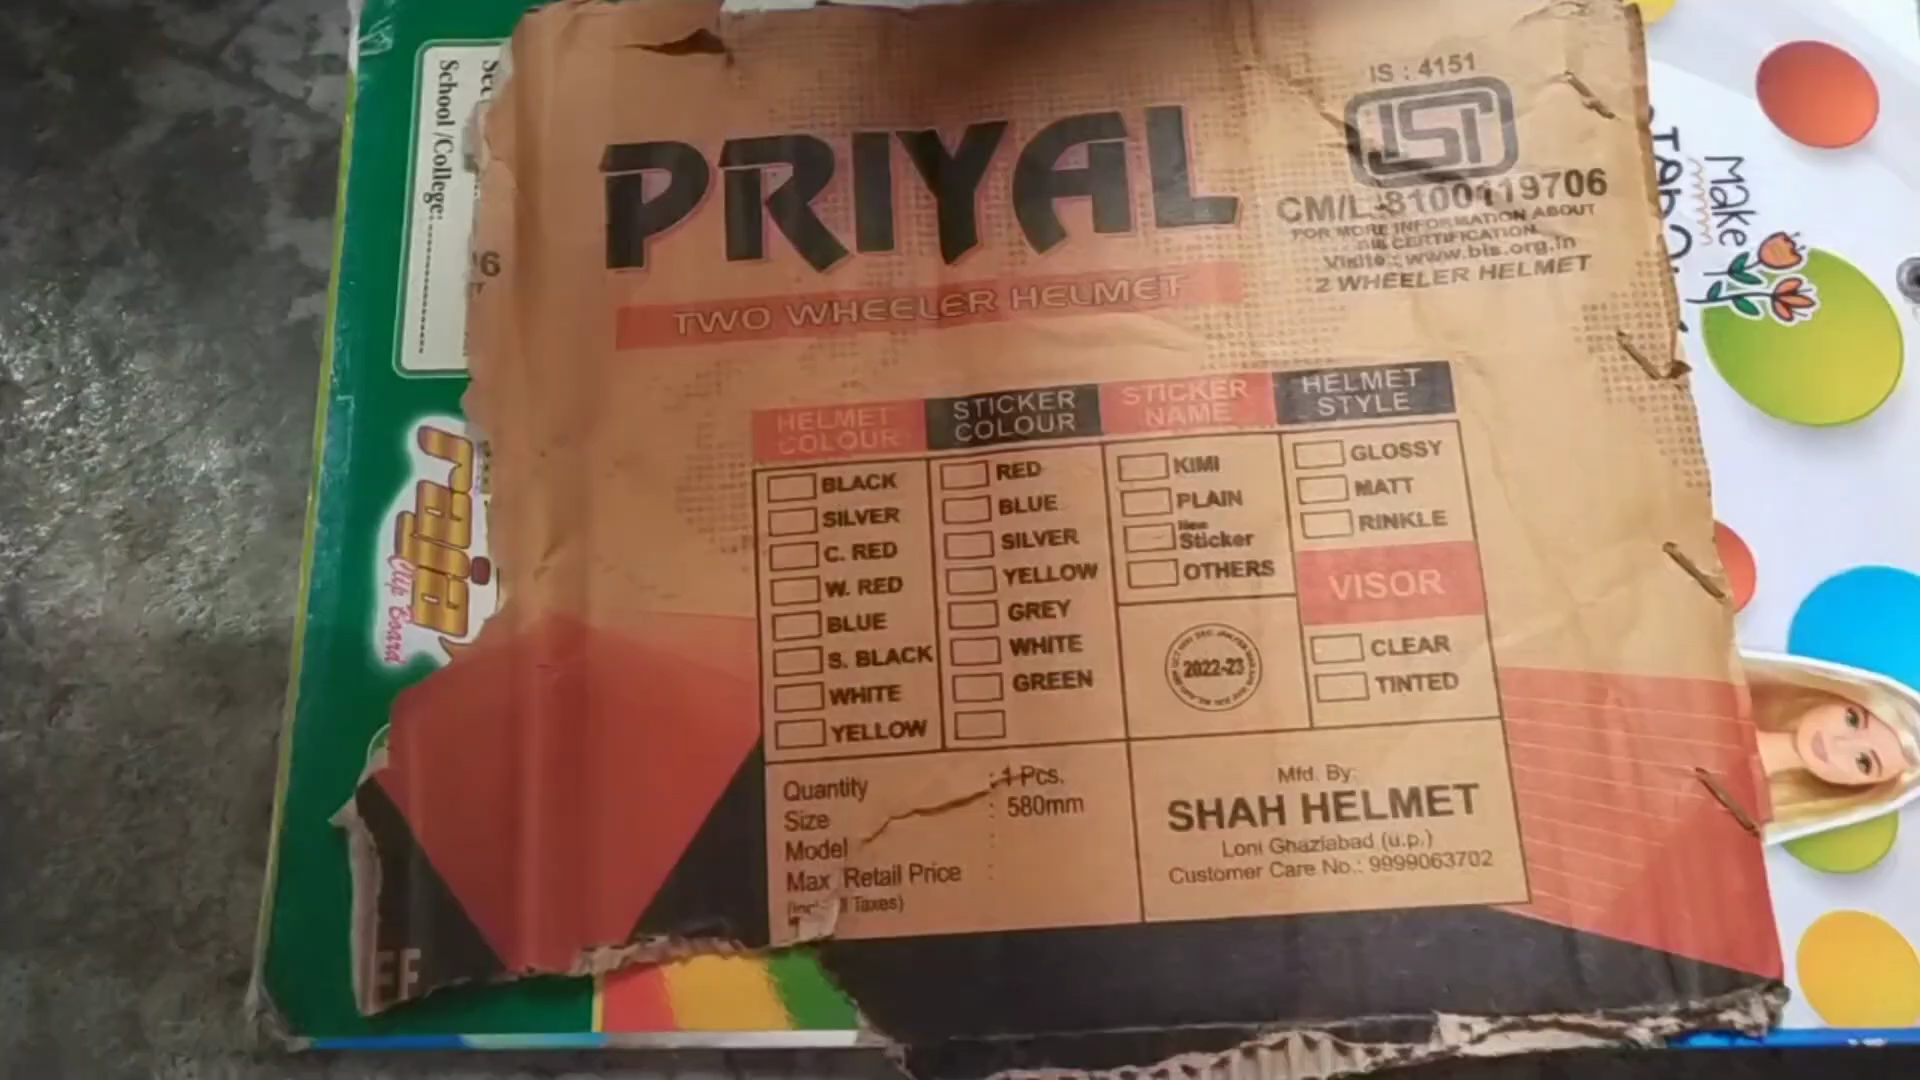 School /College:
raja
Clip Board
PRIYAL
TWO WHEELER HELMET
IS : 4151
ISI
CM/L-8100119706
FOR MORE INFORMATION ABOUT
BIS CERTIFICATION
Visite : www.bis.org.in
2 WHEELER HELMET
HELMET
COLOUR
BLACK
SILVER
C. RED
W. RED
BLUE
S. BLACK
WHITE
YELLOW
STICKER
COLOUR
RED
BLUE
SILVER
YELLOW
GREY
WHITE
GREEN
STICKER
NAME
KIMI
PLAIN
New
Sticker
OTHERS
2022-23
HELMET
STYLE
GLOSSY
MATT
RINKLE
VISOR
CLEAR
TINTED
Quantity : 1 Pcs.
Size : 580mm
Model :
Max Retail Price :
Taxes)
Mfd. By:
SHAH HELMET
Loni Ghaziabad (u.p.)
Customer Care No.: 9999063702
Make